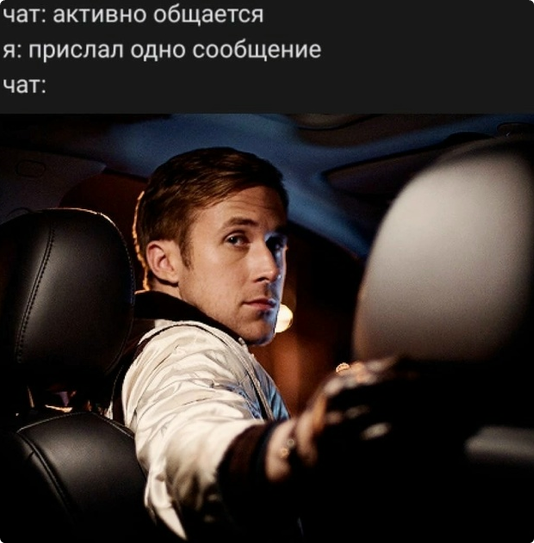 чат: активно общается
я: прислал одно сообщение
чат: